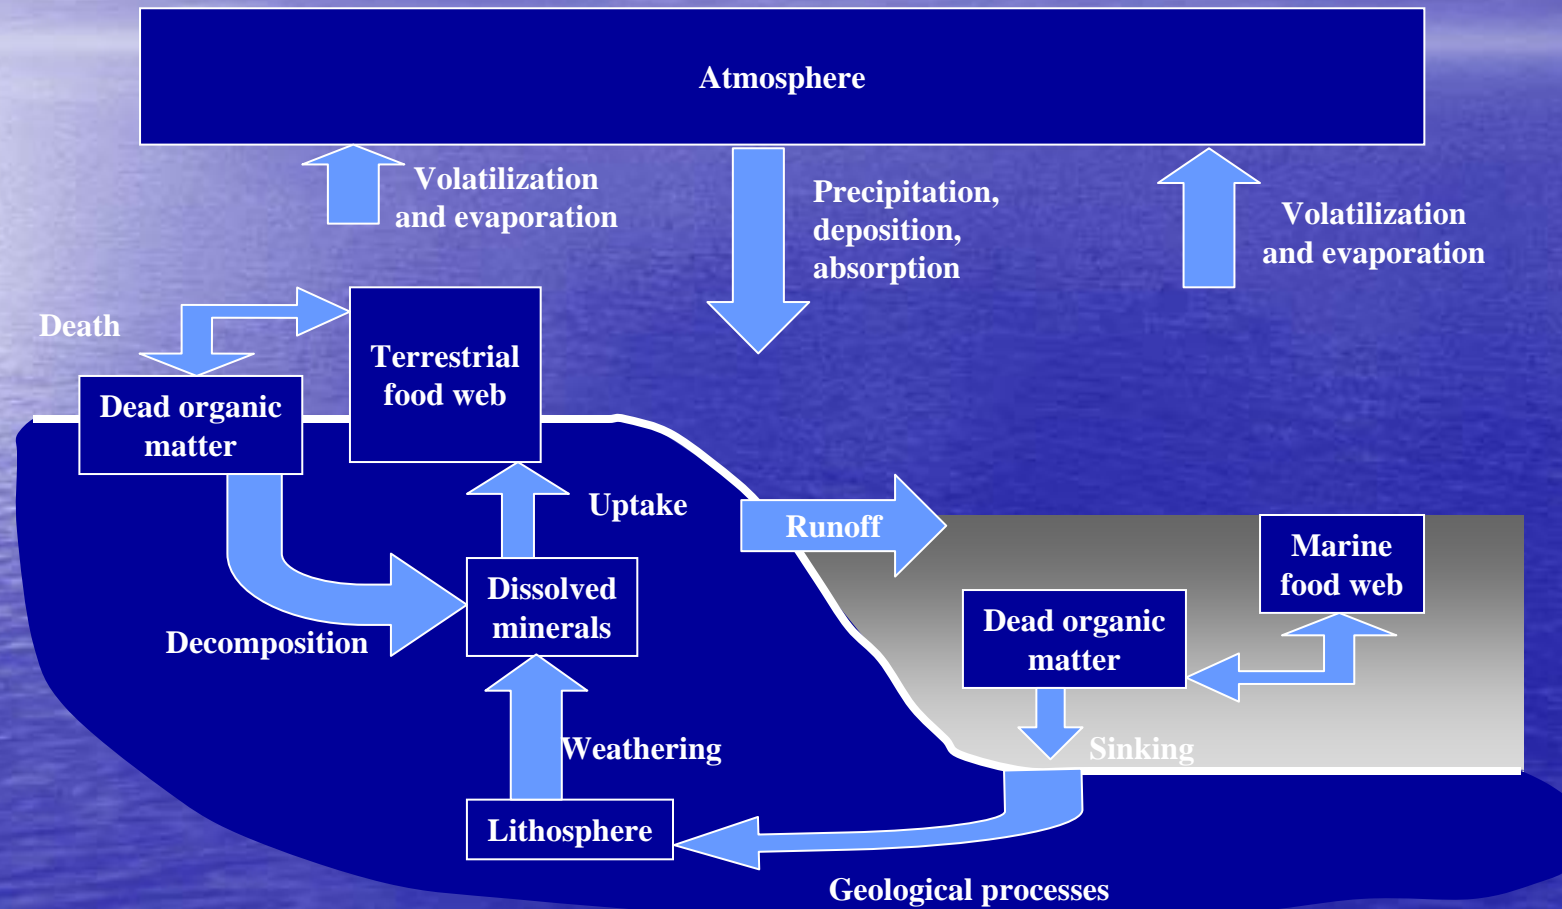 Atmosphere
Volatilization
and evaporation
Precipitation,
deposition,
absorption
Volatilization
and evaporation
Death
Terrestrial
food web
Dead organic
matter
Uptake
Runoff
Marine
food web
Dissolved
minerals
Dead organic
matter
Decomposition
Weathering
Sinking
Lithosphere
Geological processes